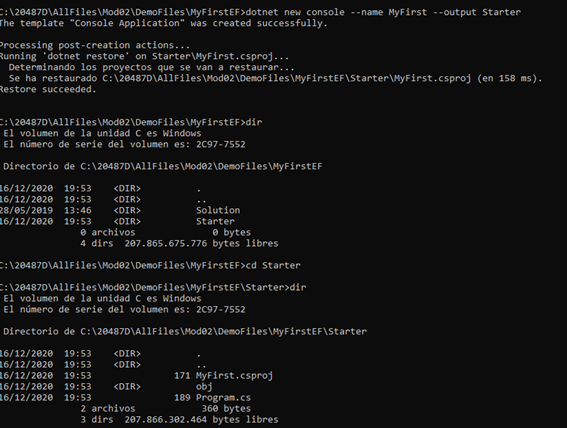 C:\20487D\AllFiles\Mod02\DemoFiles\MyFirstEF>dotnet new console --name MyFirst --output Starter
The template "Console Application" was created successfully.
Processing post-creation actions...
Running 'dotnet restore' on Starter\MyFirst.csproj...
  Determinando los proyectos que se van a restaurar...
  Se ha restaurado C:\20487D\AllFiles\Mod02\DemoFiles\MyFirstEF\Starter\MyFirst.csproj (en 158 ms).
Restore succeeded.
C:\20487D\AllFiles\Mod02\DemoFiles\MyFirstEF>dir
 El volumen de la unidad C es Windows
 El número de serie del volumen es: 2C97-7552
 Directorio de C:\20487D\AllFiles\Mod02\DemoFiles\MyFirstEF
16/12/2020  19:53    <DIR>          .
16/12/2020  19:53    <DIR>          ..
28/05/2019  13:46    <DIR>          Solution
16/12/2020  19:53    <DIR>          Starter
               0 archivos              0 bytes
               4 dirs  207.865.675.776 bytes libres
C:\20487D\AllFiles\Mod02\DemoFiles\MyFirstEF>cd Starter
C:\20487D\AllFiles\Mod02\DemoFiles\MyFirstEF\Starter>dir
 El volumen de la unidad C es Windows
 El número de serie del volumen es: 2C97-7552
 Directorio de C:\20487D\AllFiles\Mod02\DemoFiles\MyFirstEF\Starter
16/12/2020  19:53    <DIR>          .
16/12/2020  19:53    <DIR>          ..
16/12/2020  19:53               171 MyFirst.csproj
16/12/2020  19:53    <DIR>          obj
16/12/2020  19:53               189 Program.cs
               2 archivos            360 bytes
               3 dirs  207.866.302.464 bytes libres